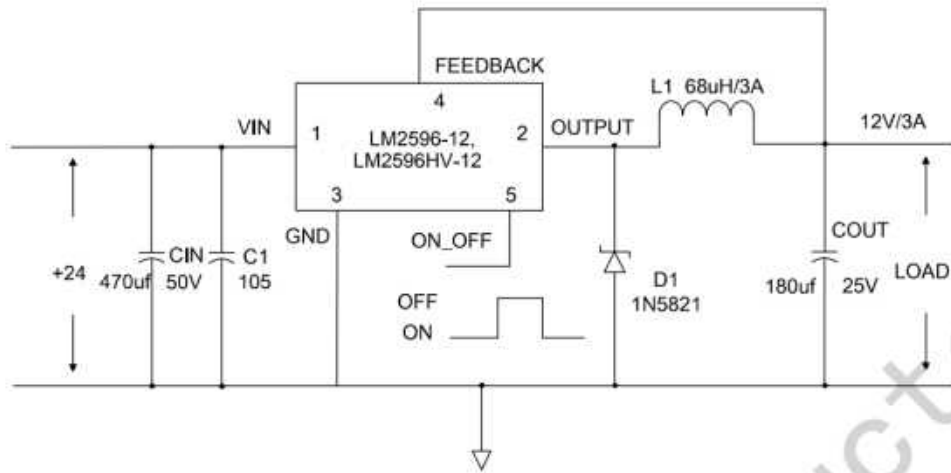 FEEDBACK
4
L1 68uH/3A
VIN
1
LM2596-12,
LM2596HV-12
2
OUTPUT
12V/3A
3
5
GND
ON_OFF
+24
470uf
CIN
50V
C1
105
OFF
ON
D1
1N5821
COUT
180uf
25V
LOAD
uct